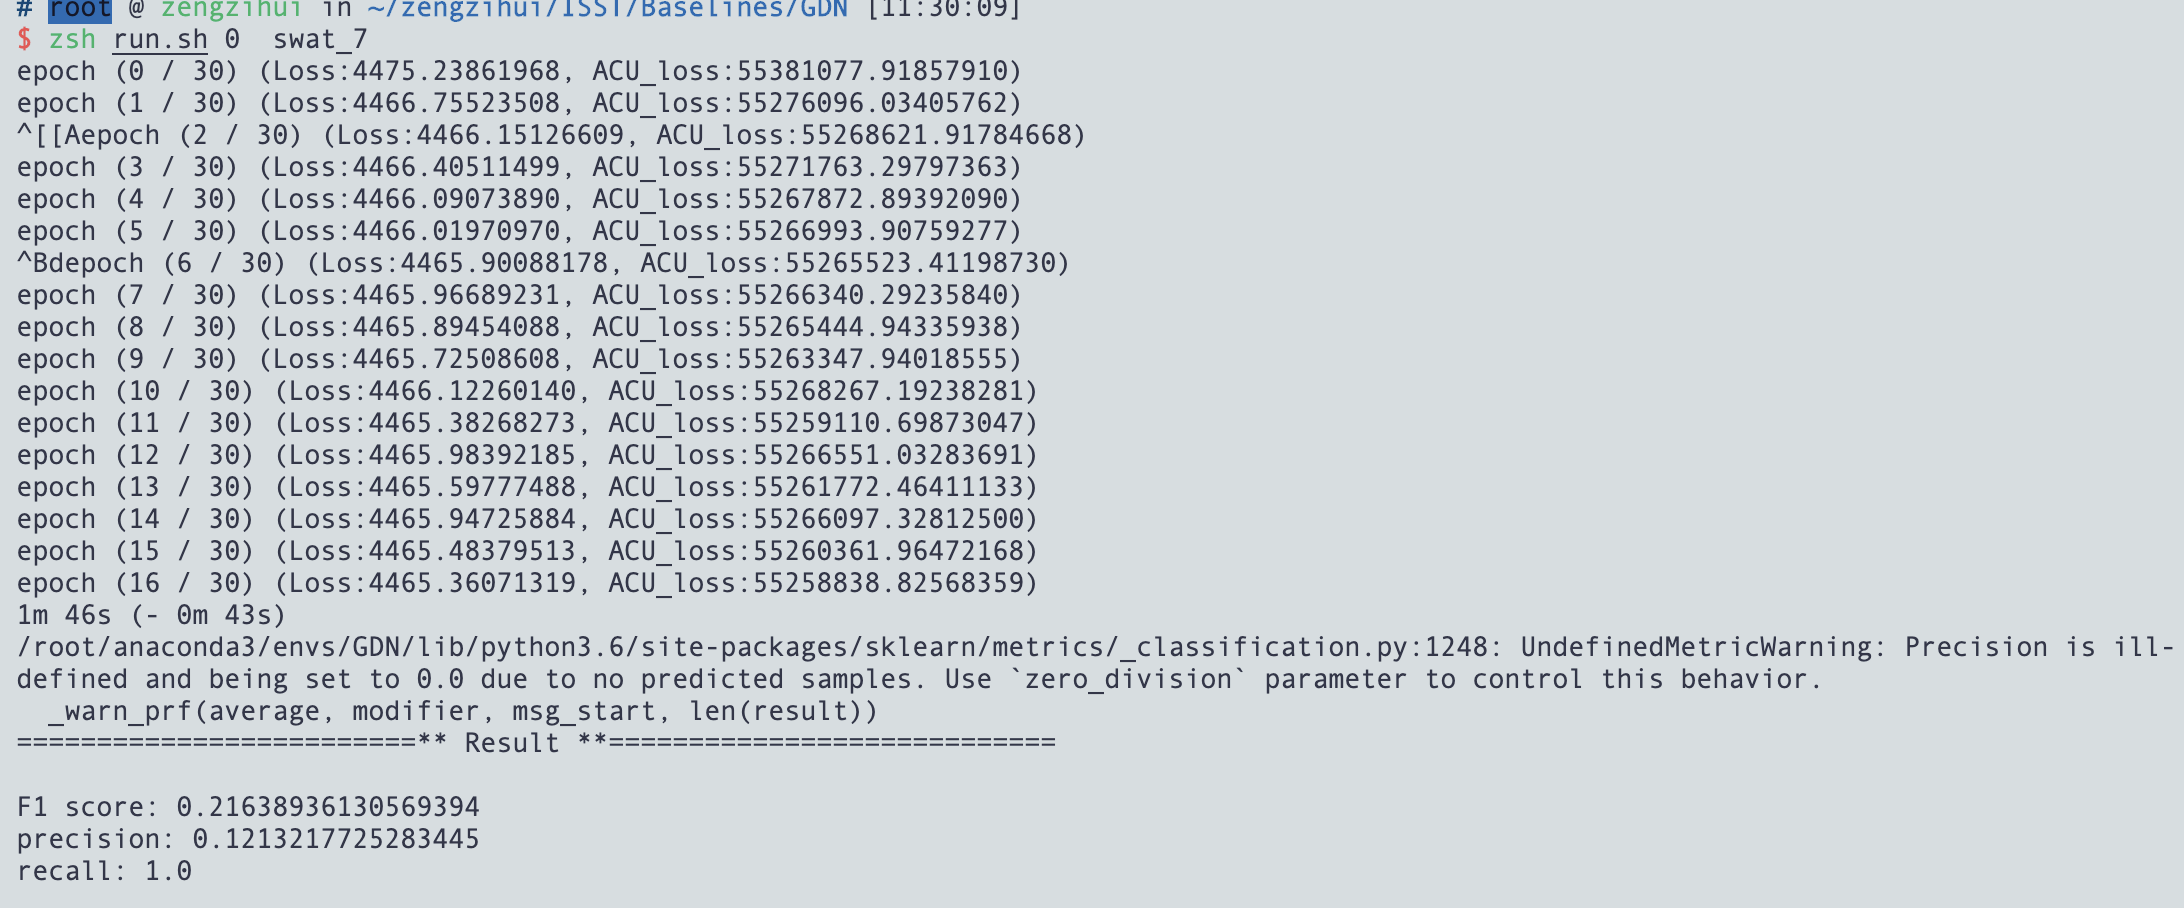 # root @ zengzihui in ~/zengzihui/ISST/Baselines/GDN [11:30:09]
$ zsh run.sh 0  swat_7
epoch (0 / 30) (Loss:4475.23861968, ACU_loss:55381077.91857910)
epoch (1 / 30) (Loss:4466.75523508, ACU_loss:55276096.03405762)
^[[Aepoch (2 / 30) (Loss:4466.15126609, ACU_loss:55268621.91784668)
epoch (3 / 30) (Loss:4466.40511499, ACU_loss:55271763.29797363)
epoch (4 / 30) (Loss:4466.09073890, ACU_loss:55267872.89392090)
epoch (5 / 30) (Loss:4466.01970970, ACU_loss:55266993.90759277)
^Bdepoch (6 / 30) (Loss:4465.90088178, ACU_loss:55265523.41198730)
epoch (7 / 30) (Loss:4465.96689231, ACU_loss:55266340.29235840)
epoch (8 / 30) (Loss:4465.89454088, ACU_loss:55265444.94335938)
epoch (9 / 30) (Loss:4465.72508608, ACU_loss:55263347.94018555)
epoch (10 / 30) (Loss:4466.12260140, ACU_loss:55268267.19238281)
epoch (11 / 30) (Loss:4465.38268273, ACU_loss:55259110.69873047)
epoch (12 / 30) (Loss:4465.98392185, ACU_loss:55266551.03283691)
epoch (13 / 30) (Loss:4465.59777488, ACU_loss:55261772.46411133)
epoch (14 / 30) (Loss:4465.94725884, ACU_loss:55266097.32812500)
epoch (15 / 30) (Loss:4465.48379513, ACU_loss:55260361.96472168)
epoch (16 / 30) (Loss:4465.36071319, ACU_loss:55258838.82568359)
1m 46s (- 0m 43s)
/root/anaconda3/envs/GDN/lib/python3.6/site-packages/sklearn/metrics/_classification.py:1248: UndefinedMetricWarning: Precision is ill-
defined and being set to 0.0 due to no predicted samples. Use `zero_division` parameter to control this behavior.
  _warn_prf(average, modifier, msg_start, len(result))
=========================** Result **============================
F1 score: 0.21638936130569394
precision: 0.1213217725283445
recall: 1.0